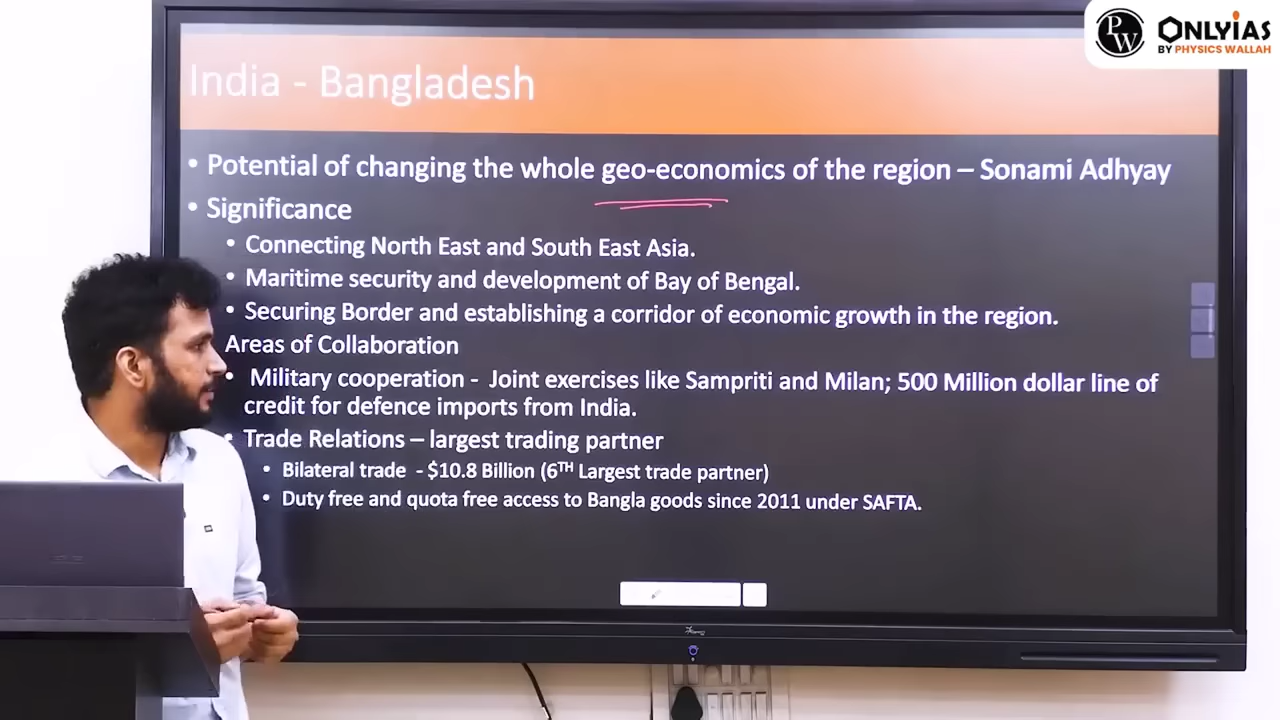 PW
ONLYIAS
BY PHYSICS WALLAH
India - Bangladesh
• Potential of changing the whole geo-economics of the region – Sonami Adhyay
• Significance
• Connecting North East and South East Asia.
• Maritime security and development of Bay of Bengal.
• Securing Border and establishing a corridor of economic growth in the region.
Areas of Collaboration
• Military cooperation - Joint exercises like Sampriti and Milan; 500 Million dollar line of
credit for defence imports from India.
• Trade Relations – largest trading partner
• Bilateral trade - $10.8 Billion (6TH Largest trade partner)
• Duty free and quota free access to Bangla goods since 2011 under SAFTA.